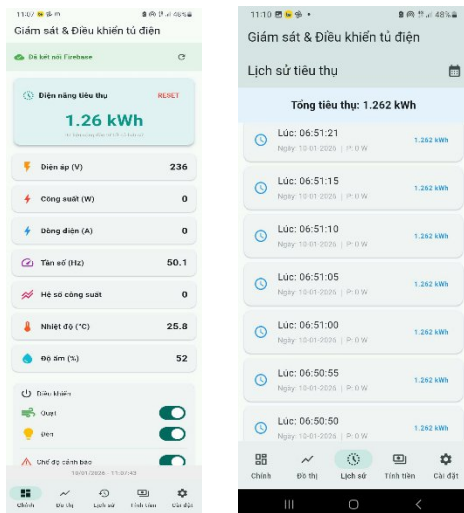 11:07
48%
Giám sát & Điều khiển tủ điện
Đã kết nối Firebase
Điện năng tiêu thụ
RESET
1.26 kWh
Điện áp (V)
236
Công suất (W)
0
Dòng điện (A)
0
Tần số (Hz)
50.1
Hệ số công suất
0
Nhiệt độ (°C)
25.8
Độ ẩm (%)
52
Điều khiển
Quạt
Đèn
Chế độ cảnh báo
10/01/2026 - 11:07:43
Chính
Đồ thị
Lịch sử
Tính tiền
Cài đặt
11:10
48%
Giám sát & Điều khiển tủ điện
Lịch sử tiêu thụ
Tổng tiêu thụ: 1.262 kWh
Lúc: 06:51:21
Ngày: 10-01-2026 | P: 0 W
1.262 kWh
Lúc: 06:51:15
Ngày: 10-01-2026 | P: 0 W
1.262 kWh
Lúc: 06:51:10
Ngày: 10-01-2026 | P: 0 W
1.262 kWh
Lúc: 06:51:05
Ngày: 10-01-2026 | P: 0 W
1.262 kWh
Lúc: 06:51:00
Ngày: 10-01-2026 | P: 0 W
1.262 kWh
Lúc: 06:50:55
Ngày: 10-01-2026 | P: 0 W
1.262 kWh
Lúc: 06:50:50
Ngày: 10-01-2026 | P: 0 W
1.262 kWh
Chính
Đồ thị
Lịch sử
Tính tiền
Cài đặt